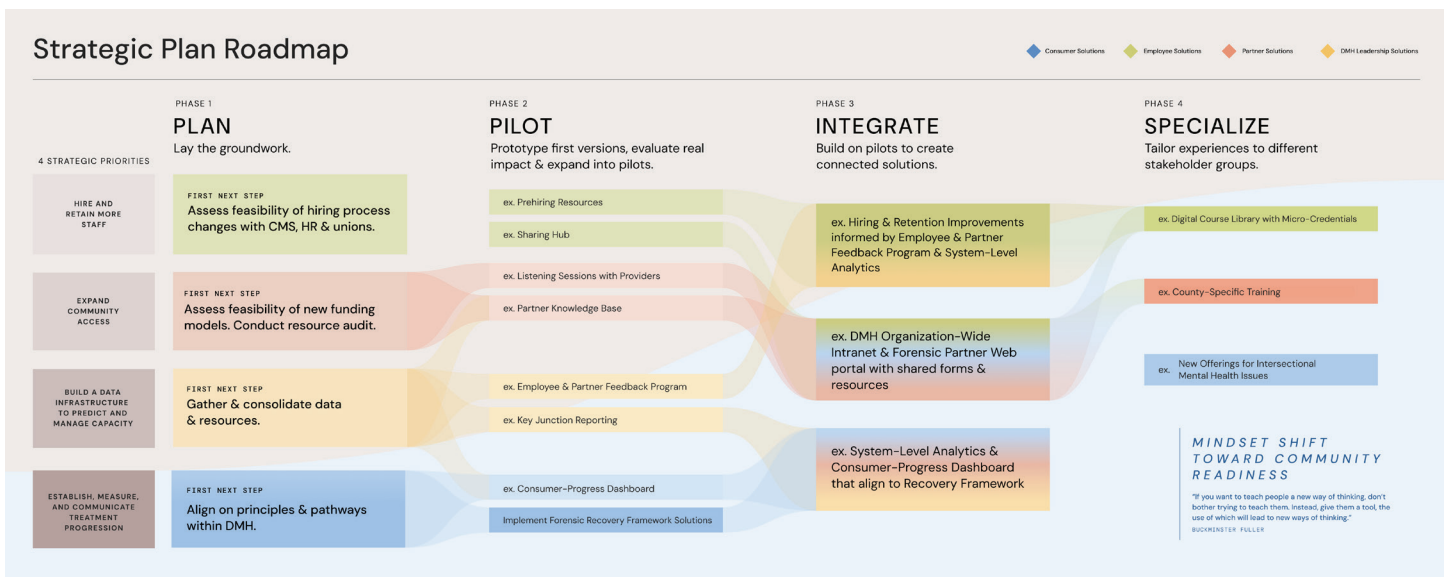 Strategic Plan Roadmap
Consumer Solutions
Employee Solutions
Partner Solutions
DMH Leadership Solutions
4 STRATEGIC PRIORITIES
HIRE AND
RETAIN MORE
STAFF
EXPAND
COMMUNITY
ACCESS
BUILD A DATA
INFRASTRUCTURE
TO PREDICT AND
MANAGE CAPACITY
ESTABLISH, MEASURE,
AND COMMUNICATE
TREATMENT
PROGRESSION
PHASE 1
PLAN
Lay the groundwork.
FIRST NEXT STEP
Assess feasibility of hiring process
changes with CMS, HR & unions.
FIRST NEXT STEP
Assess feasibility of new funding
models. Conduct resource audit.
FIRST NEXT STEP
Gather & consolidate data
& resources.
FIRST NEXT STEP
Align on principles & pathways
within DMH.
PHASE 2
PILOT
Prototype first versions, evaluate real
impact & expand into pilots.
ex. Prehiring Resources
ex. Sharing Hub
ex. Listening Sessions with Providers
ex. Partner Knowledge Base
ex. Employee & Partner Feedback Program
ex. Key Junction Reporting
ex. Consumer-Progress Dashboard
Implement Forensic Recovery Framework Solutions
PHASE 3
INTEGRATE
Build on pilots to create
connected solutions.
ex. Hiring & Retention Improvements
informed by Employee & Partner
Feedback Program & System-Level
Analytics
ex. DMH Organization-Wide
Intranet & Forensic Partner Web
portal with shared forms &
resources
ex. System-Level Analytics &
Consumer-Progress Dashboard
that align to Recovery Framework
PHASE 4
SPECIALIZE
Tailor experiences to different
stakeholder groups.
ex. Digital Course Library with Micro-Credentials
ex. County-Specific Training
ex. New Offerings for Intersectional
Mental Health Issues
MINDSET SHIFT
TOWARD COMMUNITY
READINESS
"If you want to teach people a new way of thinking, don't
bother trying to teach them. Instead, give them a tool, the
use of which will lead to new ways of thinking."
BUCKMINSTER FULLER